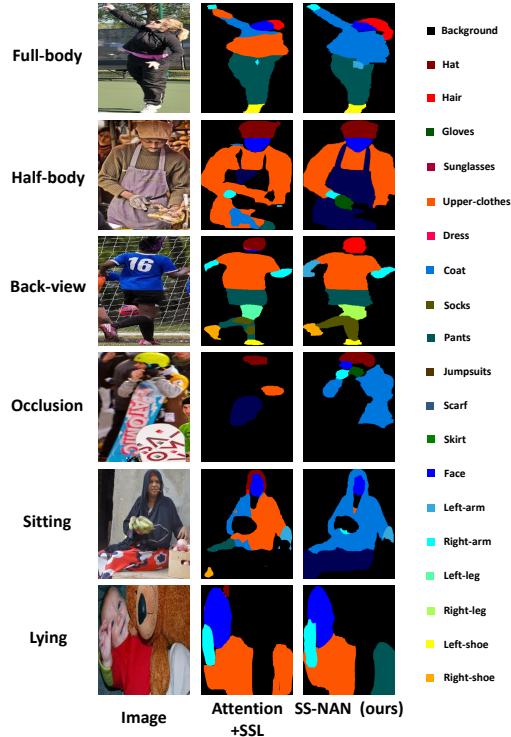 Full-body
Half-body
Back-view
16
Occlusion
Sitting
Lying
Image
Attention
+SSL
SS-NAN (ours)
Background
Hat
Hair
Gloves
Sunglasses
Upper-clothes
Dress
Coat
Socks
Pants
Jumpsuits
Scarf
Skirt
Face
Left-arm
Right-arm
Left-leg
Right-leg
Left-shoe
Right-shoe